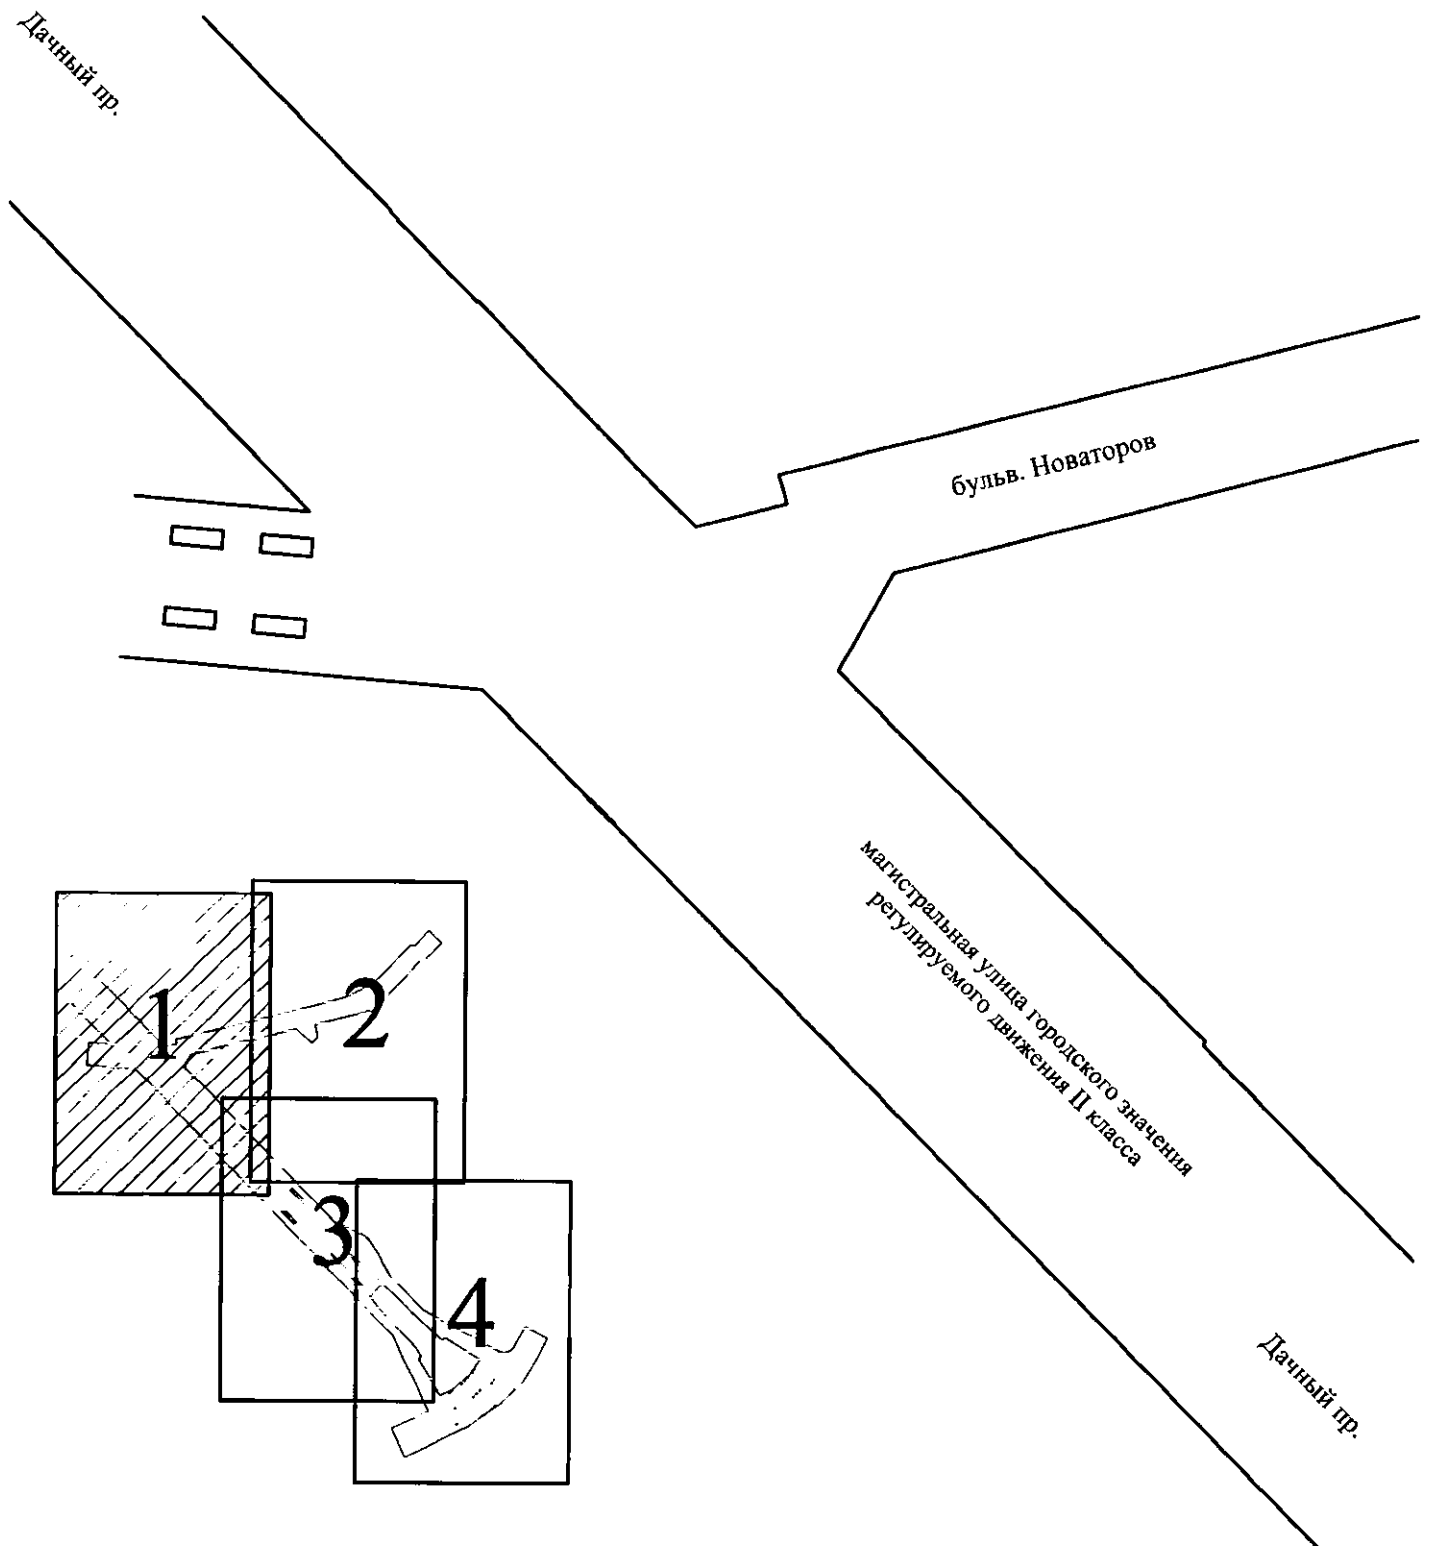 Дачный пр.
бульв. Новаторов
магистральная улица городского значения
регулируемого движения II класса
1
2
3
4
Дачный пр.